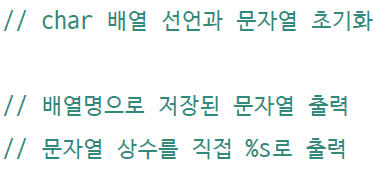 // char 배열 선언과 문자열 초기화
// 배열명으로 저장된 문자열 출력
// 문자열 상수를 직접 %s로 출력